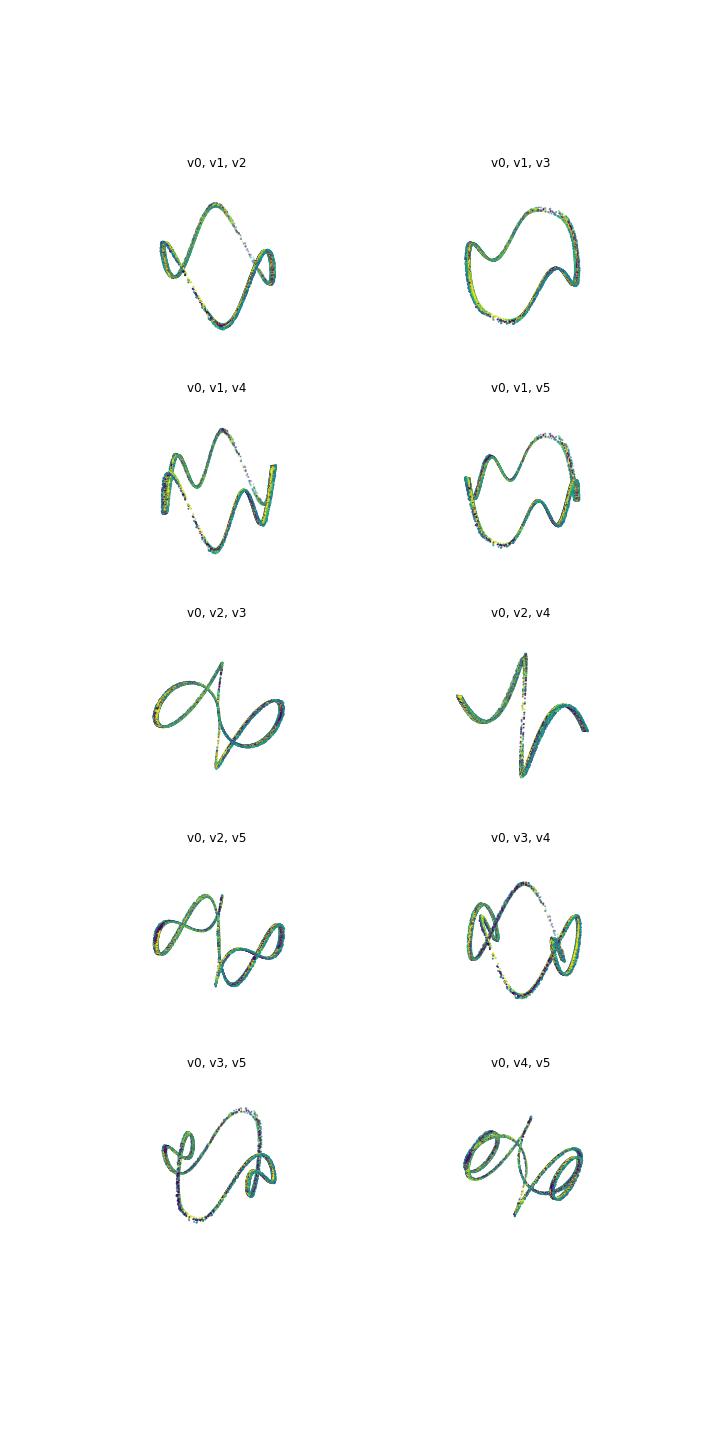 v0, v1, v2
v0, v1, v3
v0, v1, v4
v0, v1, v5
v0, v2, v3
v0, v2, v4
v0, v2, v5
v0, v3, v4
v0, v3, v5
v0, v4, v5